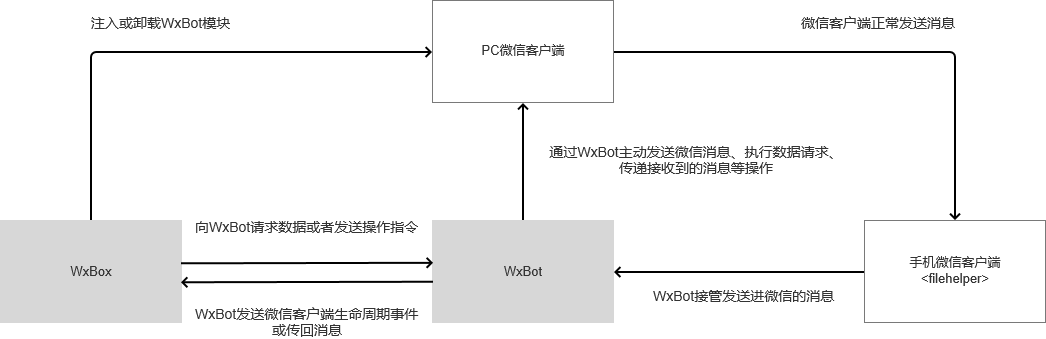 注入或卸载WxBot模块
微信客户端正常发送消息
PC微信客户端
通过WxBot主动发送微信消息、执行数据请求、
传递接收到的消息等操作
向WxBot请求数据或者发送操作指令
WxBox
WxBot
手机微信客户端
<filehelper>
WxBot接管发送进微信的消息
WxBot发送微信客户端生命周期事件
或传回消息